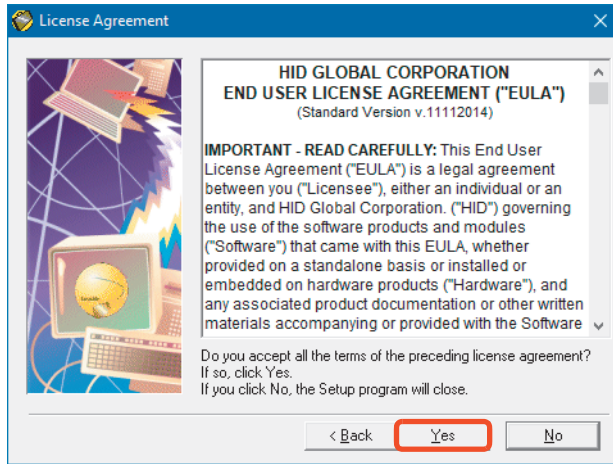 License Agreement
HID GLOBAL CORPORATION
END USER LICENSE AGREEMENT ("EULA")
(Standard Version v.11112014)
IMPORTANT - READ CAREFULLY: This End User
License Agreement ("EULA") is a legal agreement
between you ("Licensee"), either an individual or an
entity, and HID Global Corporation. ("HID") governing
the use of the software products and modules
("Software") that came with this EULA, whether
provided on a standalone basis or installed or
embedded on hardware products ("Hardware"), and
any associated product documentation or other written
materials accompanying or provided with the Software
Do you accept all the terms of the preceding license agreement?
If so, click Yes.
If you click No, the Setup program will close.
< Back Yes No